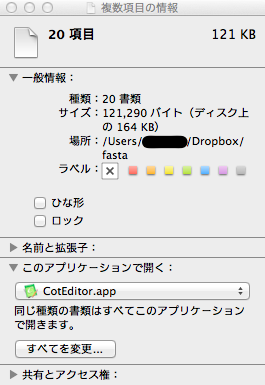 複数項目の情報
20 項目 121 KB
一般情報：
種類：20 書類
サイズ：121,290 バイト（ディスク上
の 164 KB）
場所：/Users/ /Dropbox/
fasta
ラベル：
ひな形
ロック
名前と拡張子：
このアプリケーションで開く：
CotEditor.app
同じ種類の書類はすべてこのアプリケーション
で開きます。
すべてを変更...
共有とアクセス権：